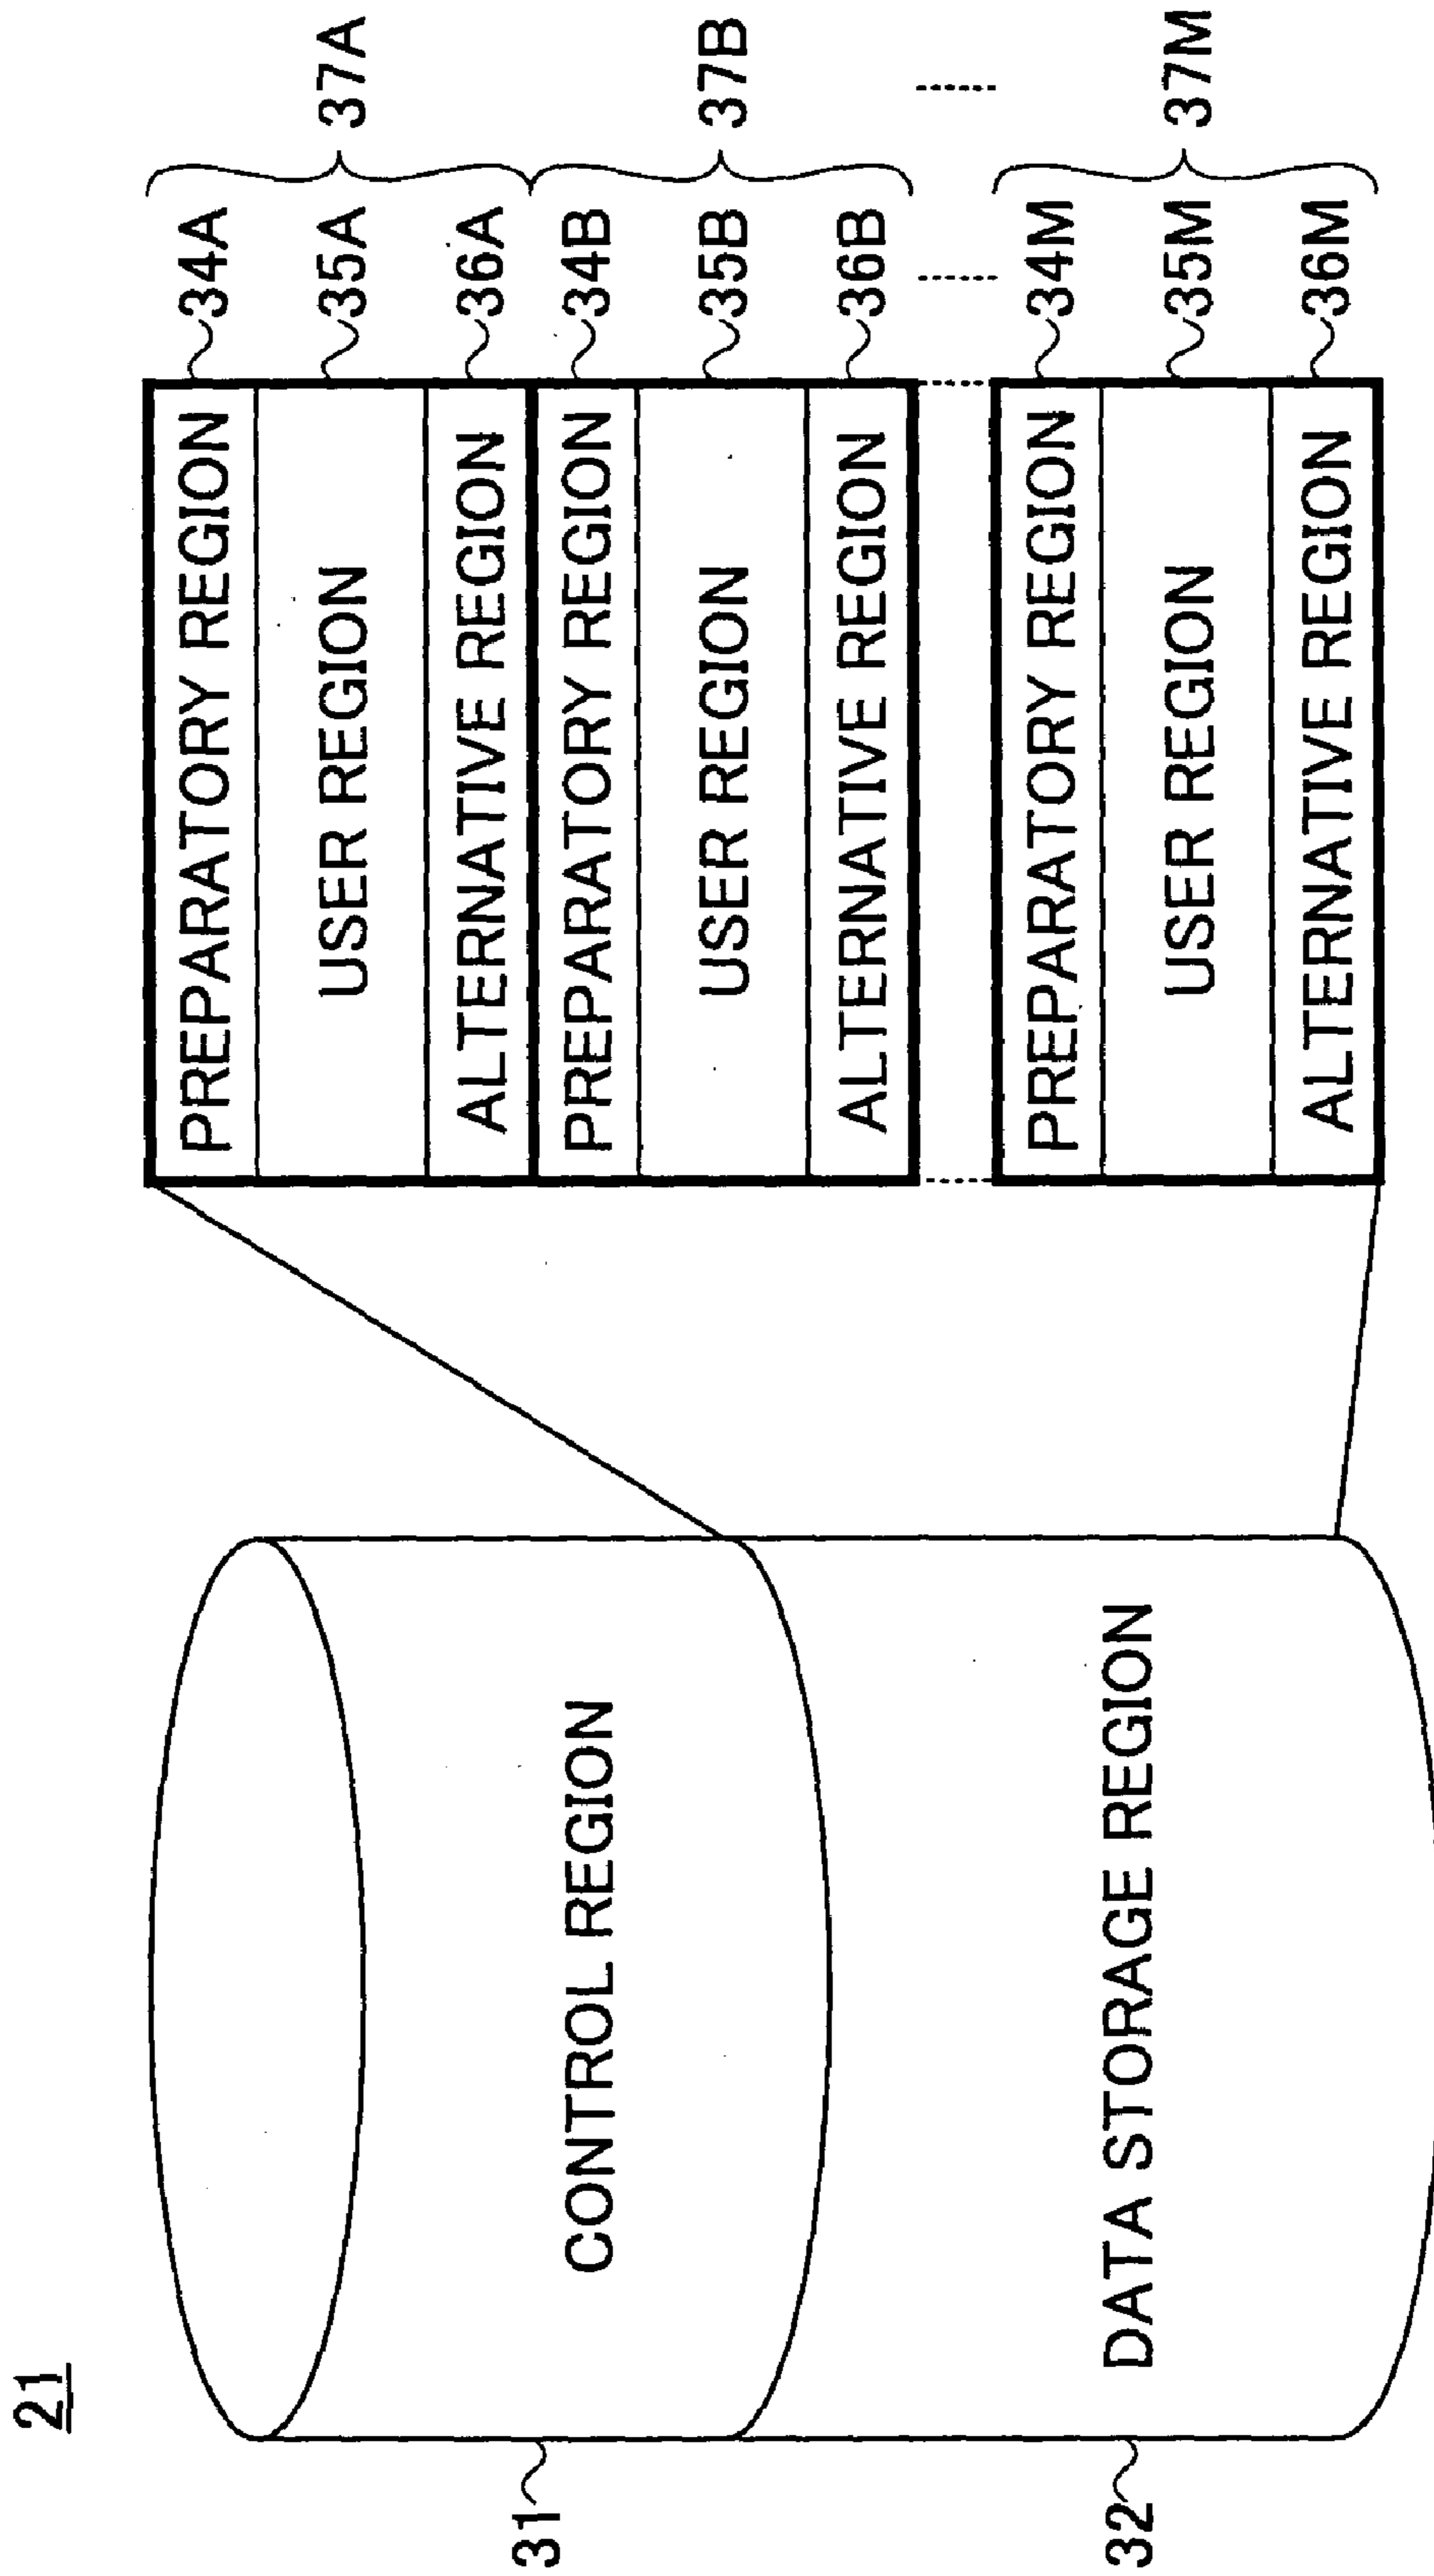 21
31
CONTROL REGION
32
DATA STORAGE REGION
PREPARATORY REGION 34A
USER REGION 35A 37A
ALTERNATIVE REGION 36A
PREPARATORY REGION 34B
USER REGION 35B 37B
ALTERNATIVE REGION 36B
PREPARATORY REGION 34M
USER REGION 35M 37M
ALTERNATIVE REGION 36M